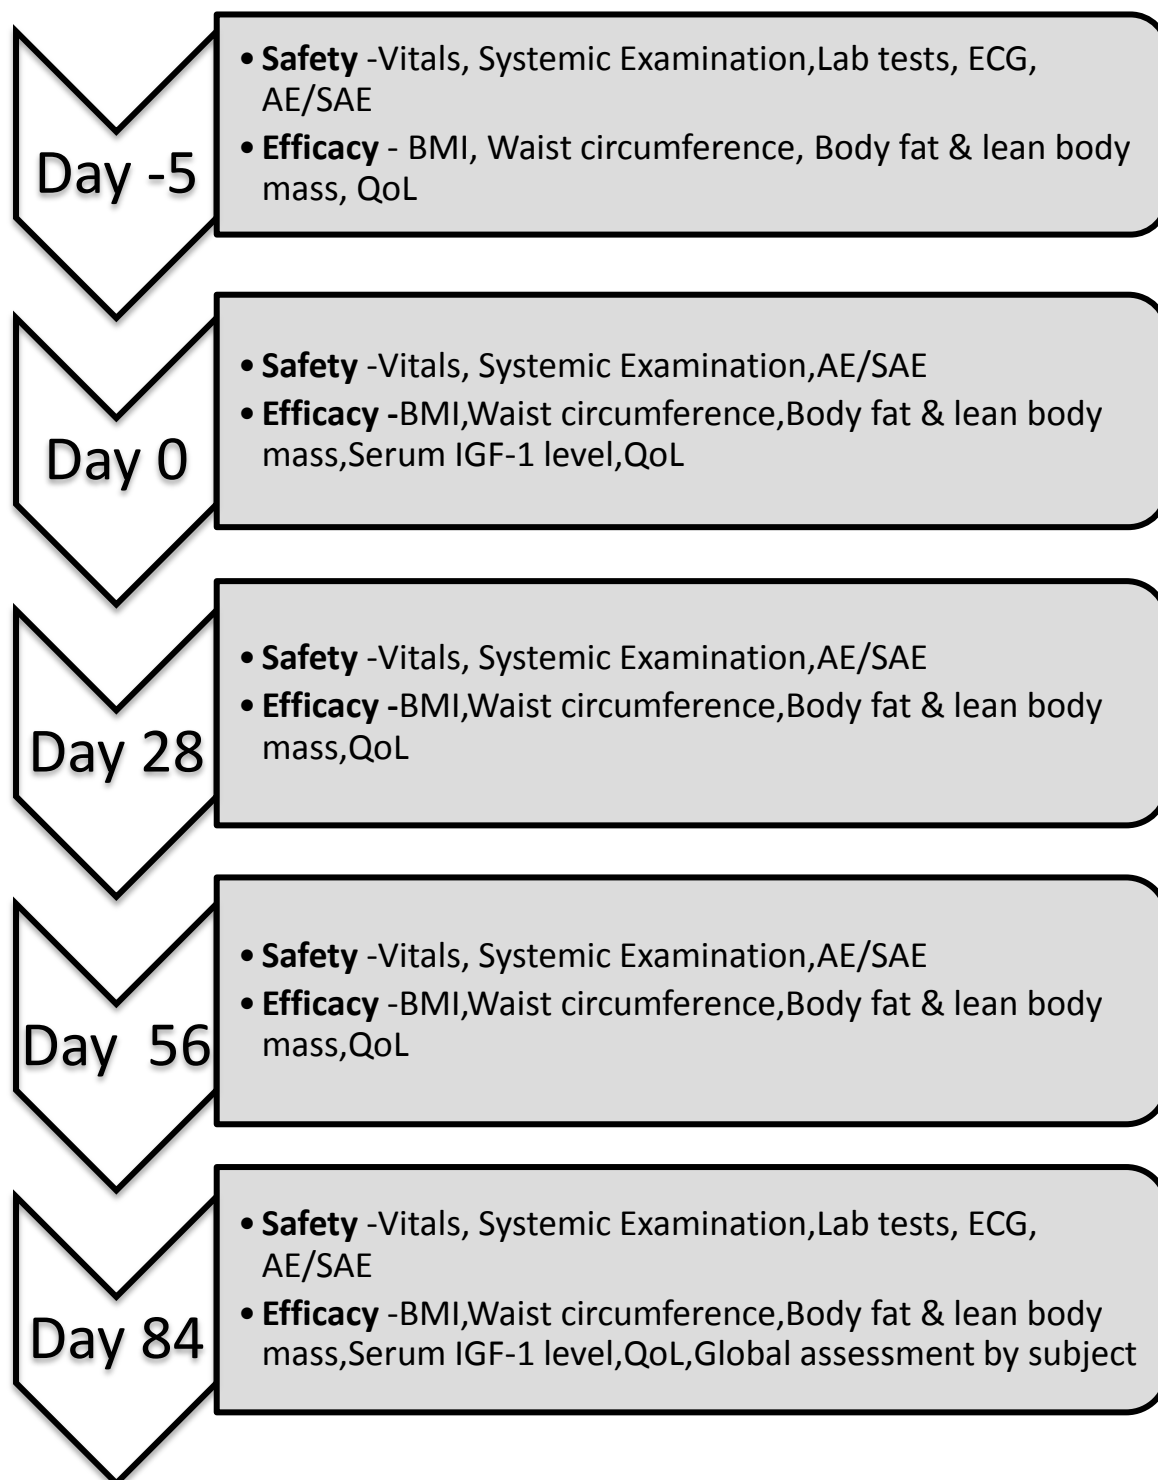 Day -5
• Safety -Vitals, Systemic Examination,Lab tests, ECG,
AE/SAE
• Efficacy - BMI, Waist circumference, Body fat & lean body
mass, QoL
Day 0
• Safety -Vitals, Systemic Examination,AE/SAE
• Efficacy -BMI,Waist circumference,Body fat & lean body
mass,Serum IGF-1 level,QoL
Day 28
• Safety -Vitals, Systemic Examination,AE/SAE
• Efficacy -BMI,Waist circumference,Body fat & lean body
mass,QoL
Day  56
• Safety -Vitals, Systemic Examination,AE/SAE
• Efficacy -BMI,Waist circumference,Body fat & lean body
mass,QoL
Day 84
• Safety -Vitals, Systemic Examination,Lab tests, ECG,
AE/SAE
• Efficacy -BMI,Waist circumference,Body fat & lean body
mass,Serum IGF-1 level,QoL,Global assessment by subject